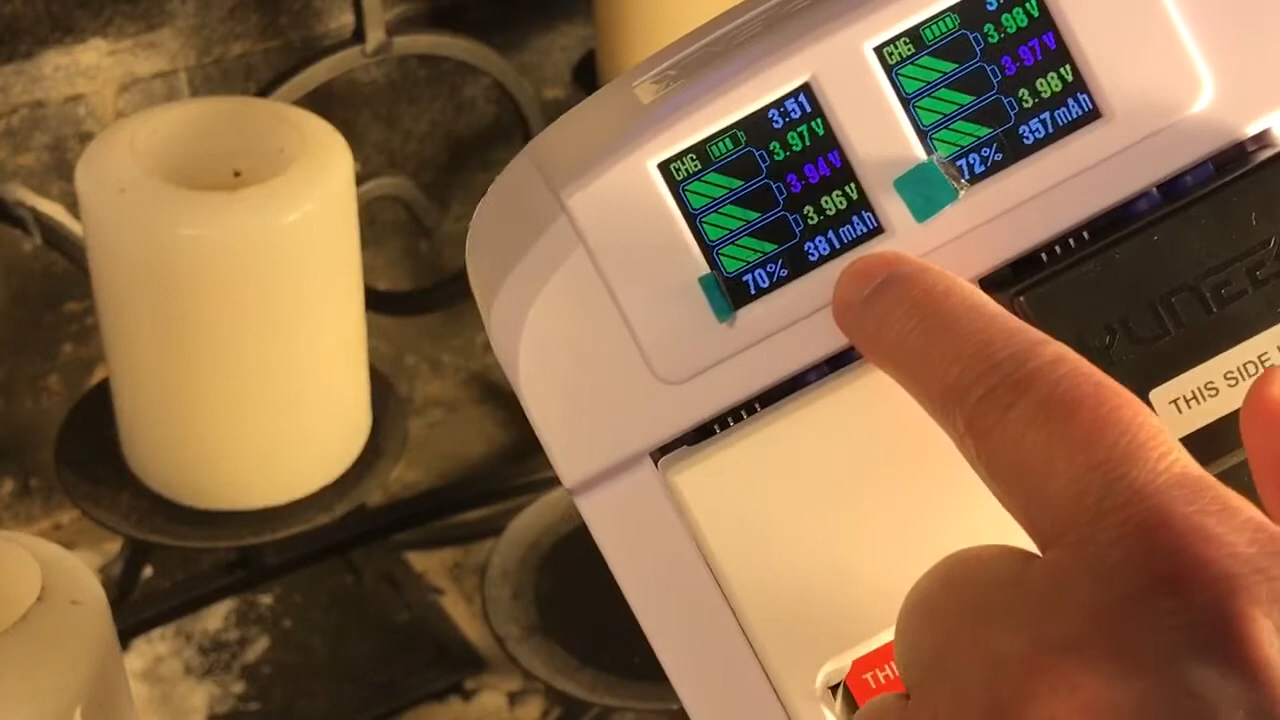 3:51
CHG
3.97V
3.94V
3.96V
70% 381mAh
CHG
3.98V
3.97V
3.98V
72% 357mAh
YUNEE
THIS SIDE